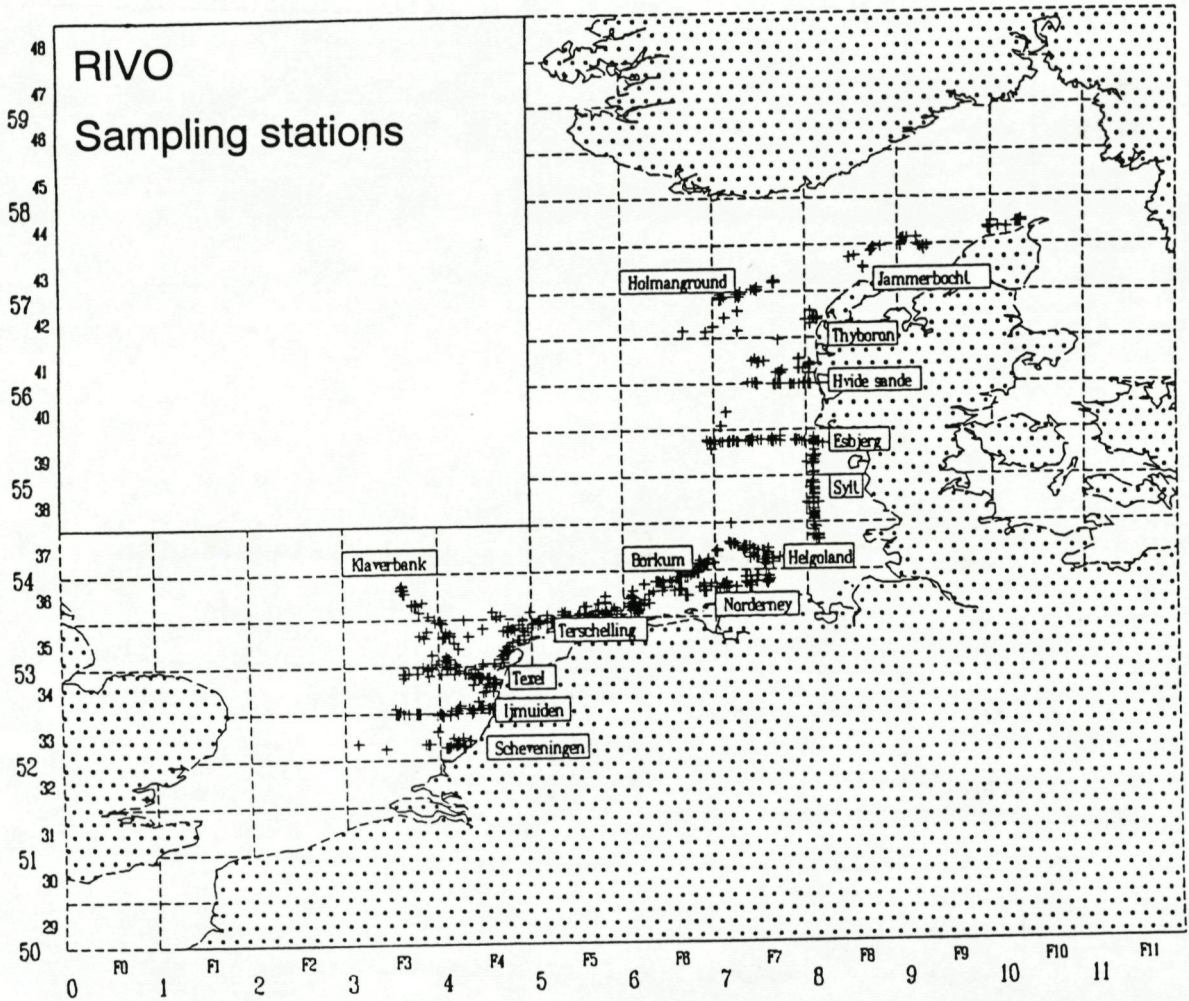 RIVO
Sampling stations
48
47
59
48
45
58
44
43
57
42
41
56
40
39
55
38
37
54
36
35
53
34
33
52
32
31
51
30
29
50
Holmanground
Jammerbocht
Thyboron
Hvide sande
Esbjerg
Sylt
Klaverbank
Borkum
Helgoland
Norderney
Terschelling
Texel
Ijmuiden
Scheveningen
F0 F1 F2 F3 F4 F5 F6 F7 F8 F9 F10 F11
0 1 2 3 4 5 6 7 8 9 10 11